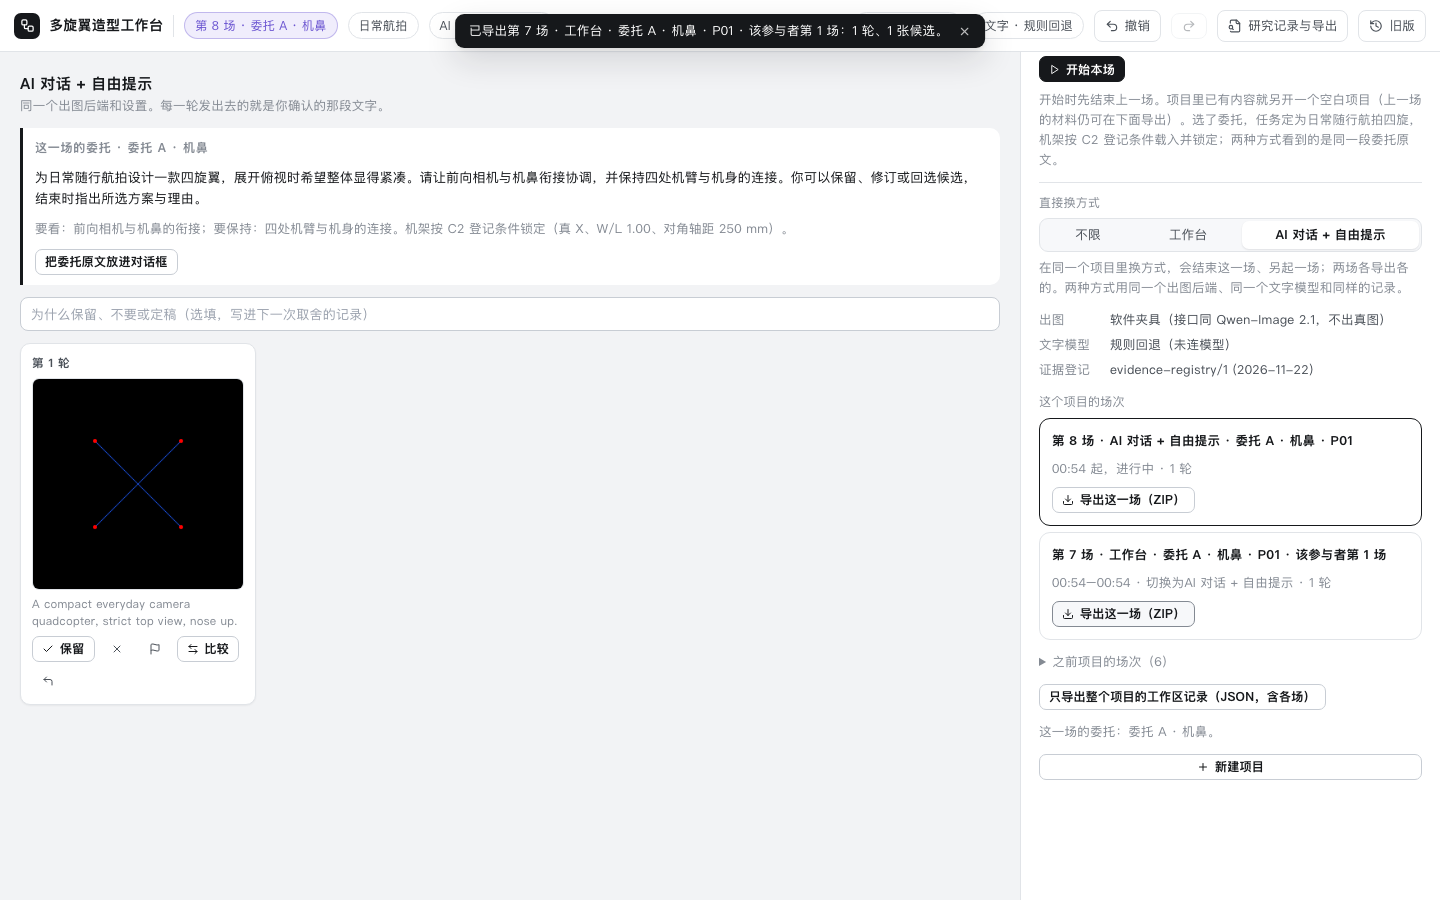 多旋翼造型工作台
第 8 场 · 委托 A · 机鼻
日常航拍
AI
已导出第 7 场 · 工作台 · 委托 A · 机鼻 · P01 · 该参与者第 1 场：1 轮、1 张候选。
文字 · 规则回退
撤销
研究记录与导出
旧版
AI 对话 + 自由提示
同一个出图后端和设置。每一轮发出去的就是你确认的那段文字。
这一场的委托 · 委托 A · 机鼻
为日常随行航拍设计一款四旋翼，展开俯视时希望整体显得紧凑。请让前向相机与机鼻衔接协调，并保持四处机臂与机身的连接。你可以保留、修订或回选候选，
结束时指出所选方案与理由。
要看：前向相机与机鼻的衔接；要保持：四处机臂与机身的连接。机架按 C2 登记条件锁定（真 X、W/L 1.00、对角轴距 250 mm）。
把委托原文放进对话框
为什么保留、不要或定稿（选填，写进下一次取舍的记录）
第 1 轮
A compact everyday camera
quadcopter, strict top view, nose up.
保留
比较
开始本场
开始时先结束上一场。项目里已有内容就另开一个空白项目（上一场
的材料仍可在下面导出）。选了委托，任务定为日常随行航拍四旋，
机架按 C2 登记条件载入并锁定；两种方式看到的是同一段委托原
文。
直接换方式
不限
工作台
AI 对话 + 自由提示
在同一个项目里换方式，会结束这一场、另起一场；两场各导出各
的。两种方式用同一个出图后端、同一个文字模型和同样的记录。
出图 软件夹具（接口同 Qwen-Image 2.1，不出真图）
文字模型 规则回退（未连模型）
证据登记 evidence-registry/1 (2026-11-22)
这个项目的场次
第 8 场 · AI 对话 + 自由提示 · 委托 A · 机鼻 · P01
00:54 起，进行中 · 1 轮
导出这一场（ZIP）
第 7 场 · 工作台 · 委托 A · 机鼻 · P01 · 该参与者第 1 场
00:54—00:54 · 切换为AI 对话 + 自由提示 · 1 轮
导出这一场（ZIP）
之前项目的场次（6）
只导出整个项目的工作区记录（JSON，含各场）
这一场的委托：委托 A · 机鼻。
新建项目